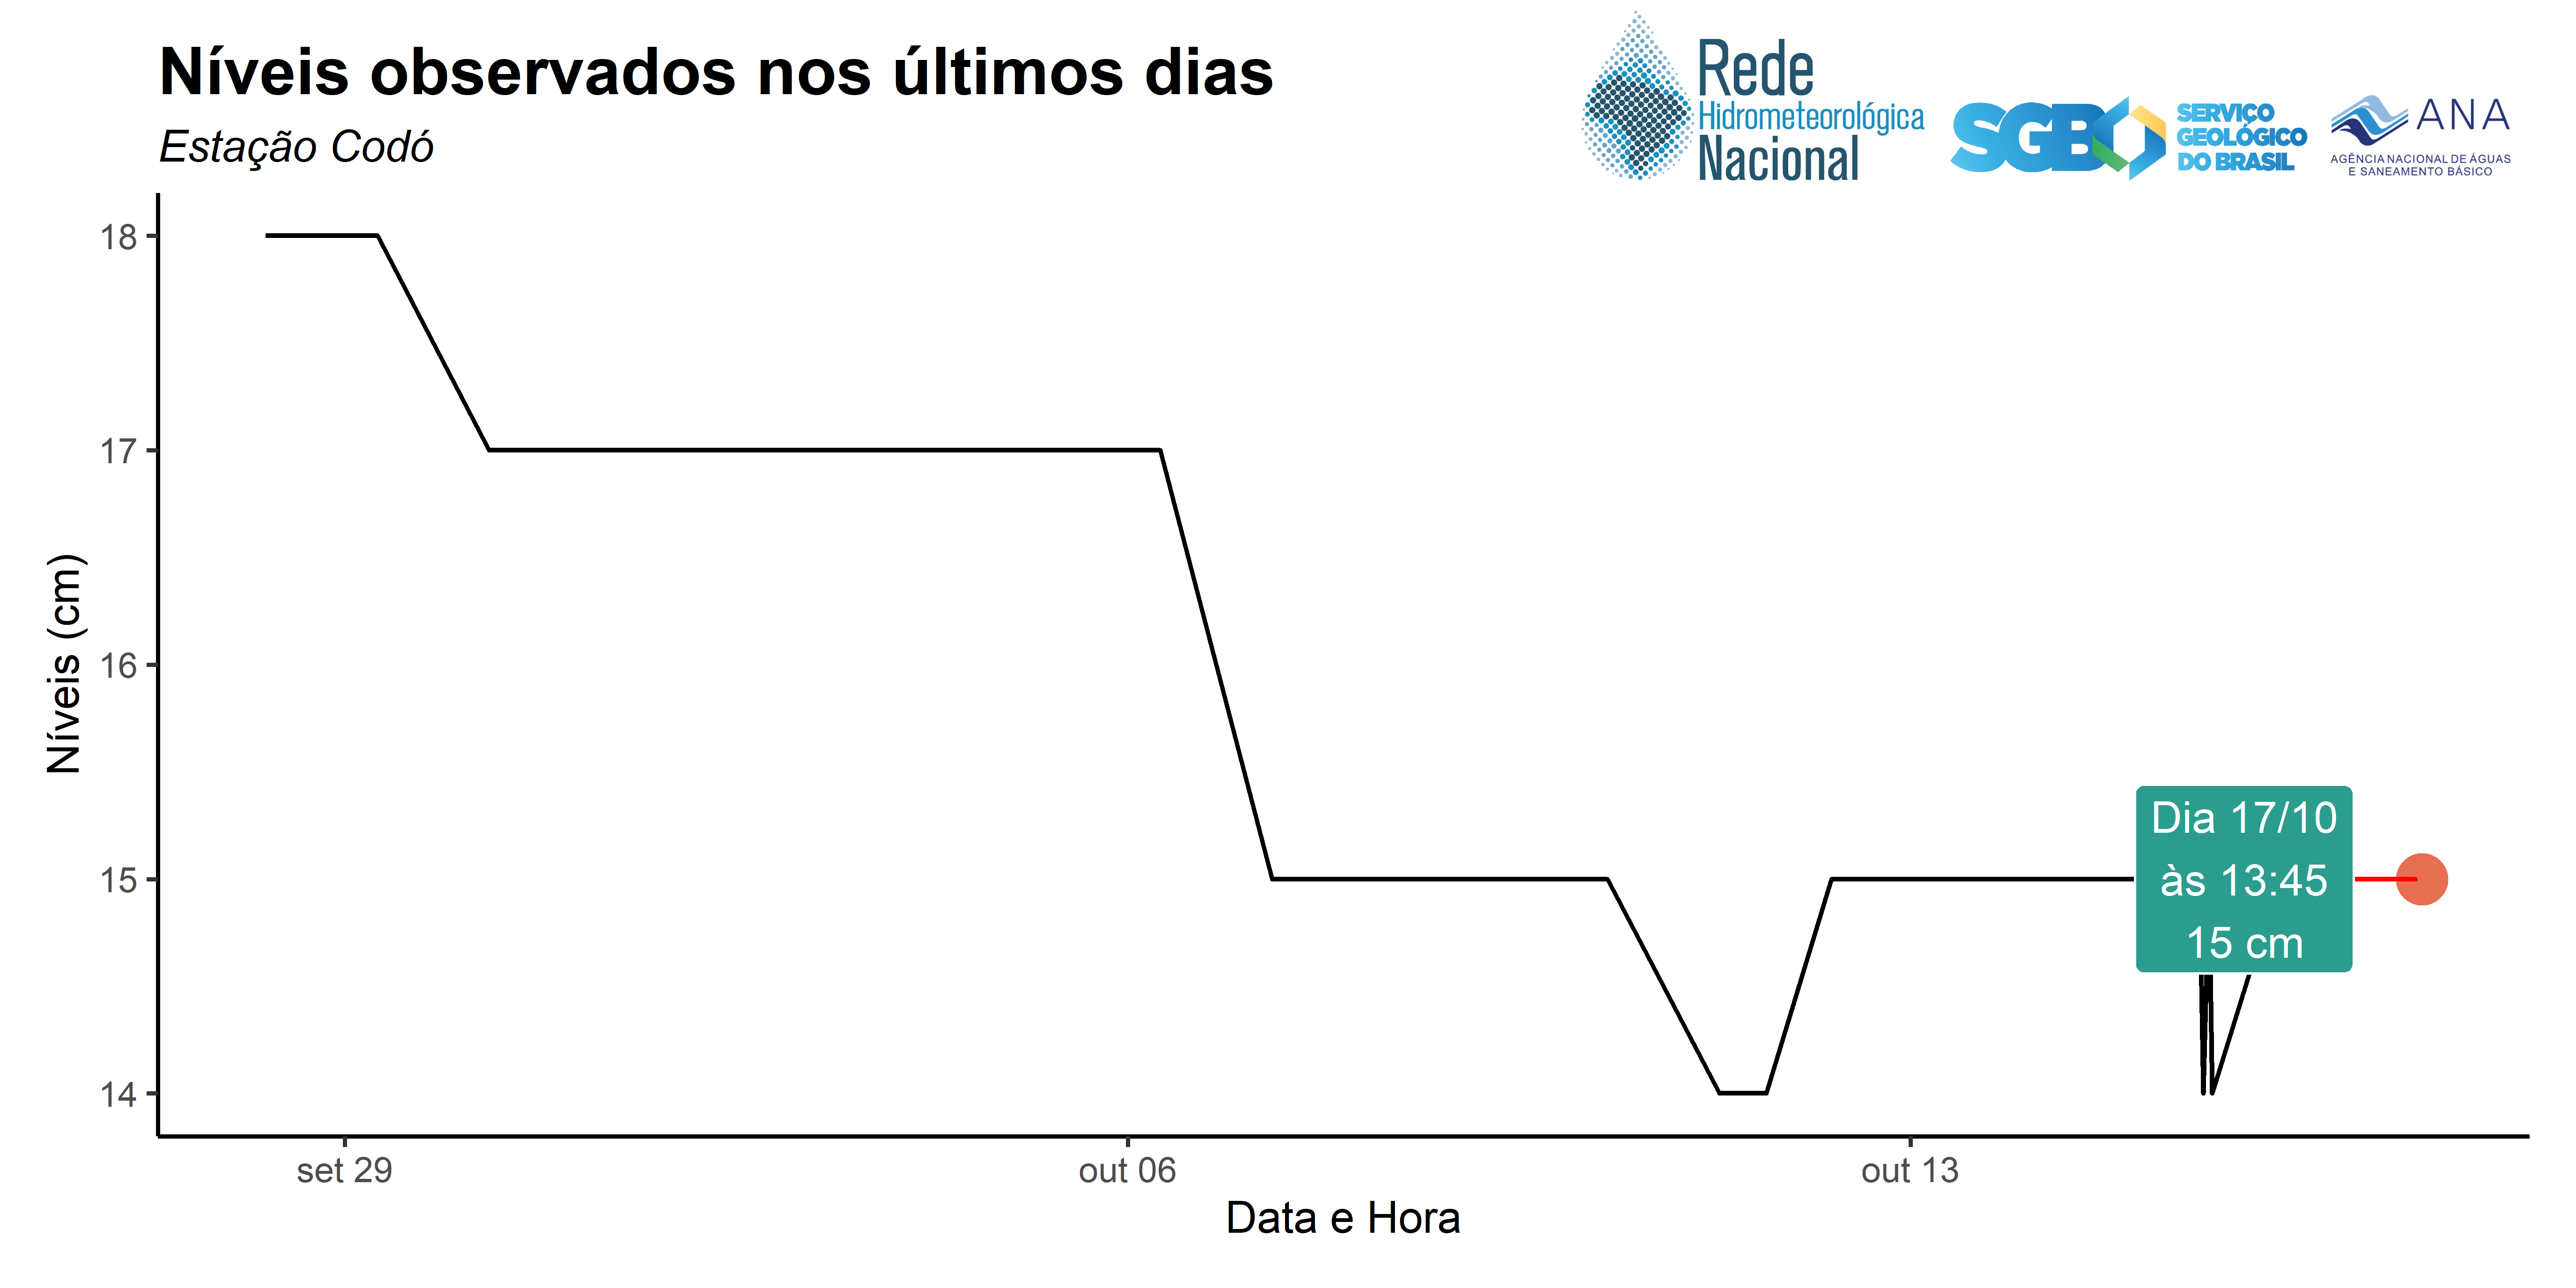 Níveis observados nos últimos dias
Estação Codó
Rede
Hidrometeorológica
Nacional
SGB
SERVIÇO
GEOLÓGICO
DO BRASIL
ANA
AGÊNCIA NACIONAL DE ÁGUAS
E SANEAMENTO BÁSICO
Níveis (cm)
18
17
16
15
14
Dia 17/10
às 13:45
15 cm
set 29
out 06
out 13
Data e Hora